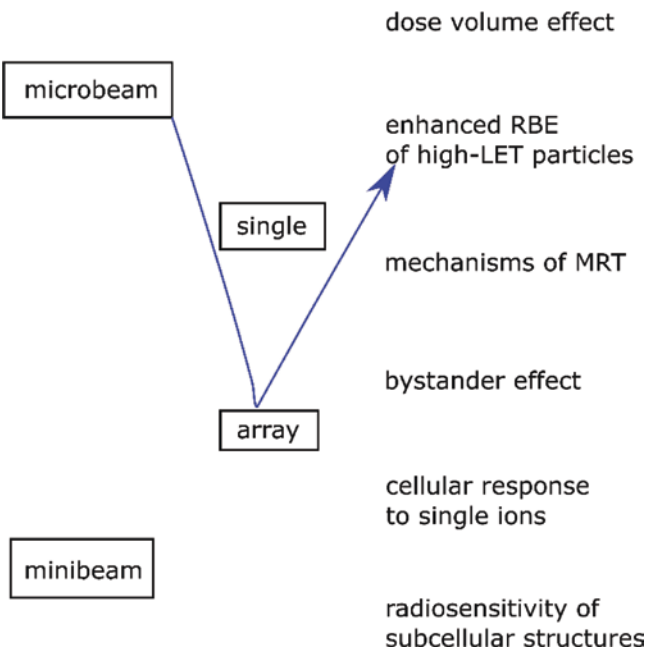 dose volume effect
microbeam
enhanced RBE
of high-LET particles
single
mechanisms of MRT
bystander effect
array
cellular response
to single ions
minibeam
radiosensitivity of
subcellular structures